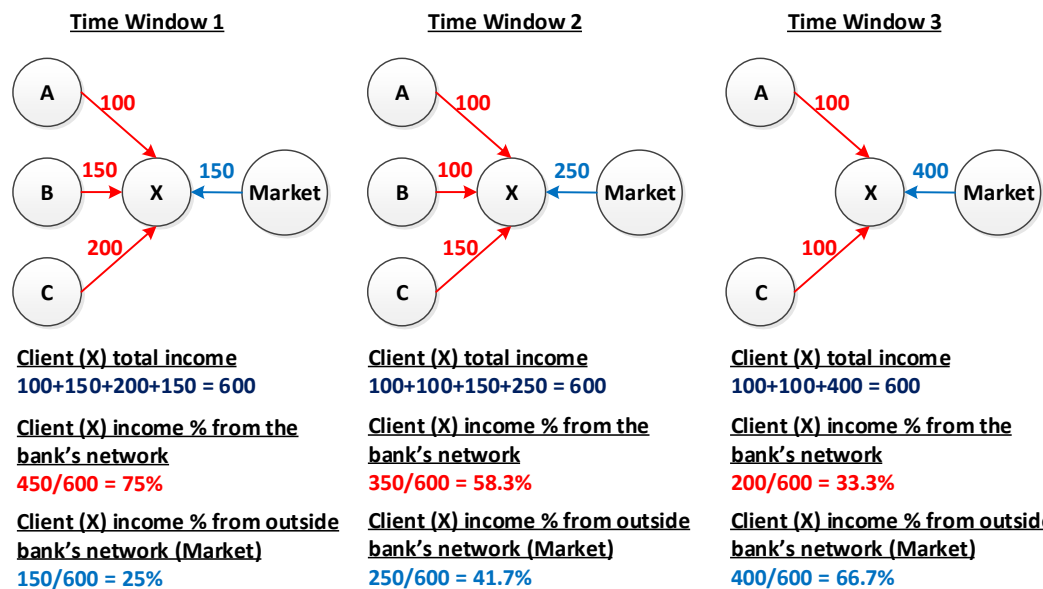 Time Window 1
A
100
B
150
X
150
Market
200
C
Client (X) total income
100+150+200+150 = 600
Client (X) income % from the
bank's network
450/600 = 75%
Client (X) income % from outside
bank's network (Market)
150/600 = 25%
Time Window 2
A
100
B
100
X
250
Market
150
C
Client (X) total income
100+100+150+250 = 600
Client (X) income % from the
bank's network
350/600 = 58.3%
Client (X) income % from outside
bank's network (Market)
250/600 = 41.7%
Time Window 3
A
100
X
400
Market
100
C
Client (X) total income
100+100+400 = 600
Client (X) income % from the
bank's network
200/600 = 33.3%
Client (X) income % from outside
bank's network (Market)
400/600 = 66.7%